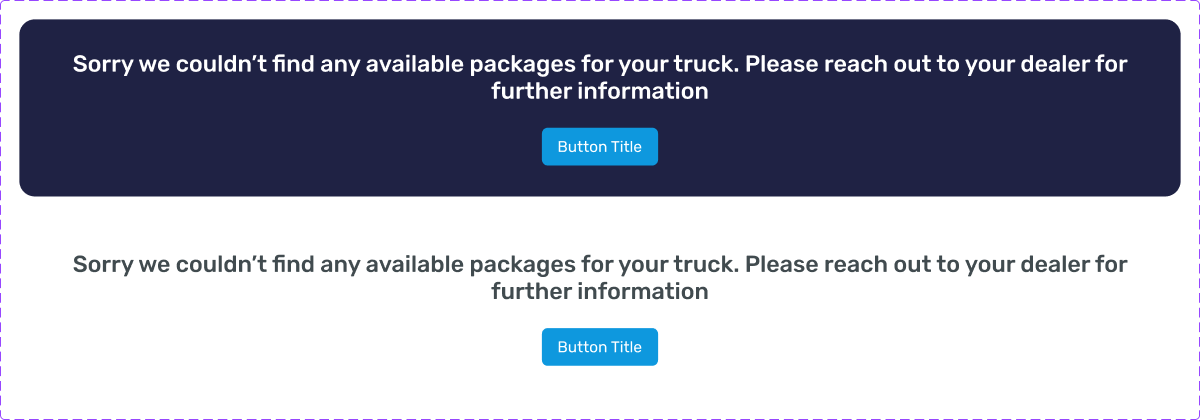 Sorry we couldn’t find any available packages for your truck. Please reach out to your dealer for
further information
Button Title
Sorry we couldn’t find any available packages for your truck. Please reach out to your dealer for
further information
Button Title